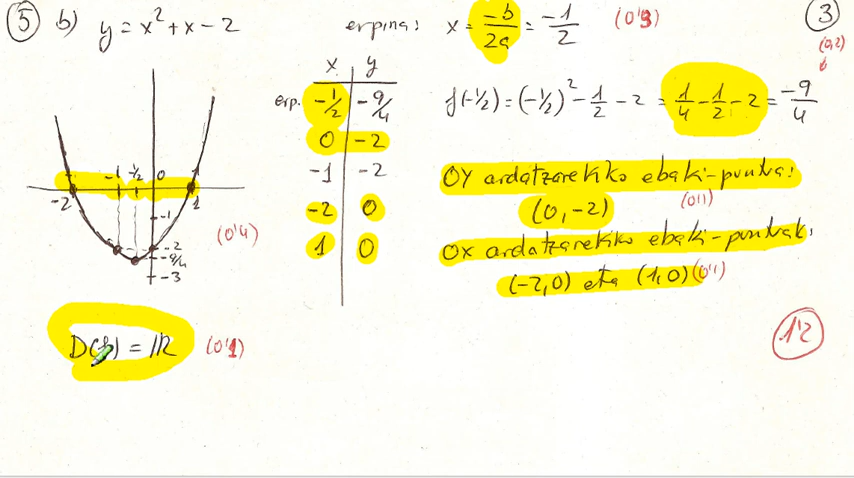 ⑤ b) y = x² + x - 2   erpina: x = -b/2a = -1/2 (0'3) ③
(0,2)
x y
erp. -1/2 -9/4   f(-1/2) = (-1/2)² - 1/2 - 2 = 1/4 - 1/2 - 2 = -9/4
0 -2
-1 -2
-2 0
1 0
-2 -1 -1/2 0 1
-1
-2
-9/4
-3
(0'4)
OY ardatzarekiko ebaki-puntua:
(0,-2) (0'1)
OX ardatzarekiko ebaki-puntuak:
(-2,0) eta (1,0) (0'1)
D(f) = ℝ (0'1)
1'2